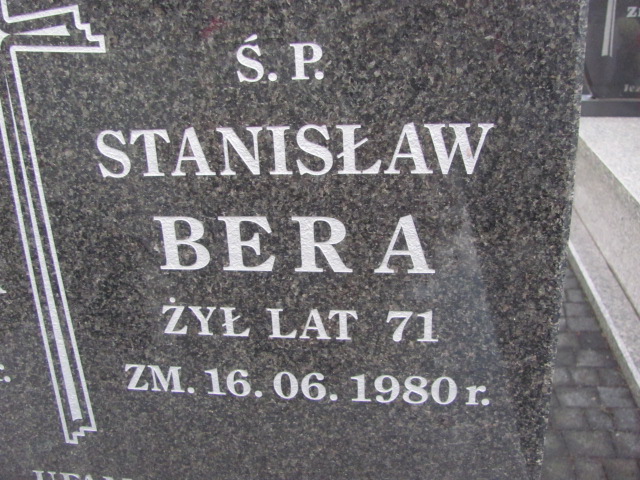 Ś. P.
STANISŁAW
BERA
ŻYŁ LAT 71
ZM. 16. 06. 1980 r.